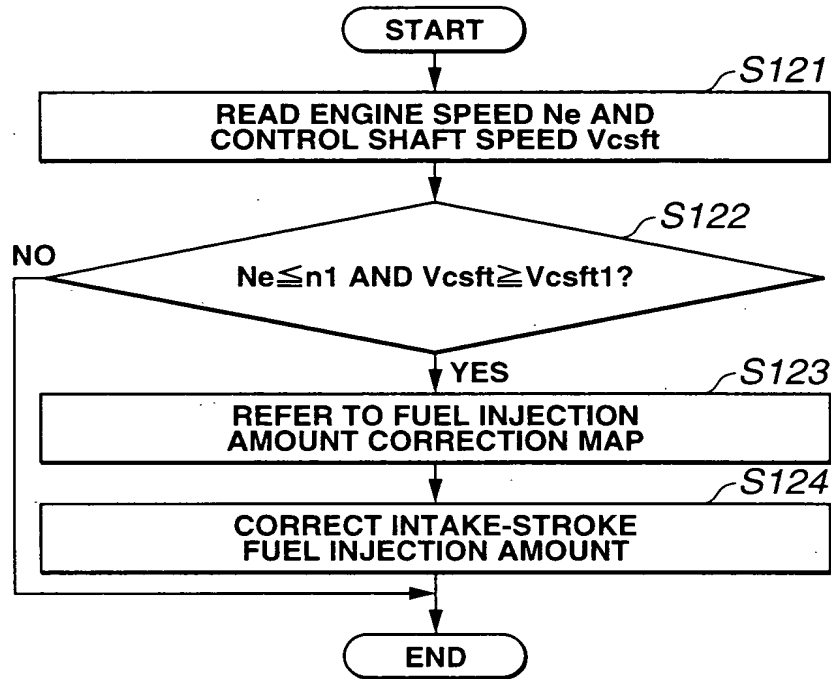 START
S121
READ ENGINE SPEED Ne AND
CONTROL SHAFT SPEED Vcsft
S122
NO
Ne≦n1 AND Vcsft≧Vcsft1?
YES
S123
REFER TO FUEL INJECTION
AMOUNT CORRECTION MAP
S124
CORRECT INTAKE-STROKE
FUEL INJECTION AMOUNT
END